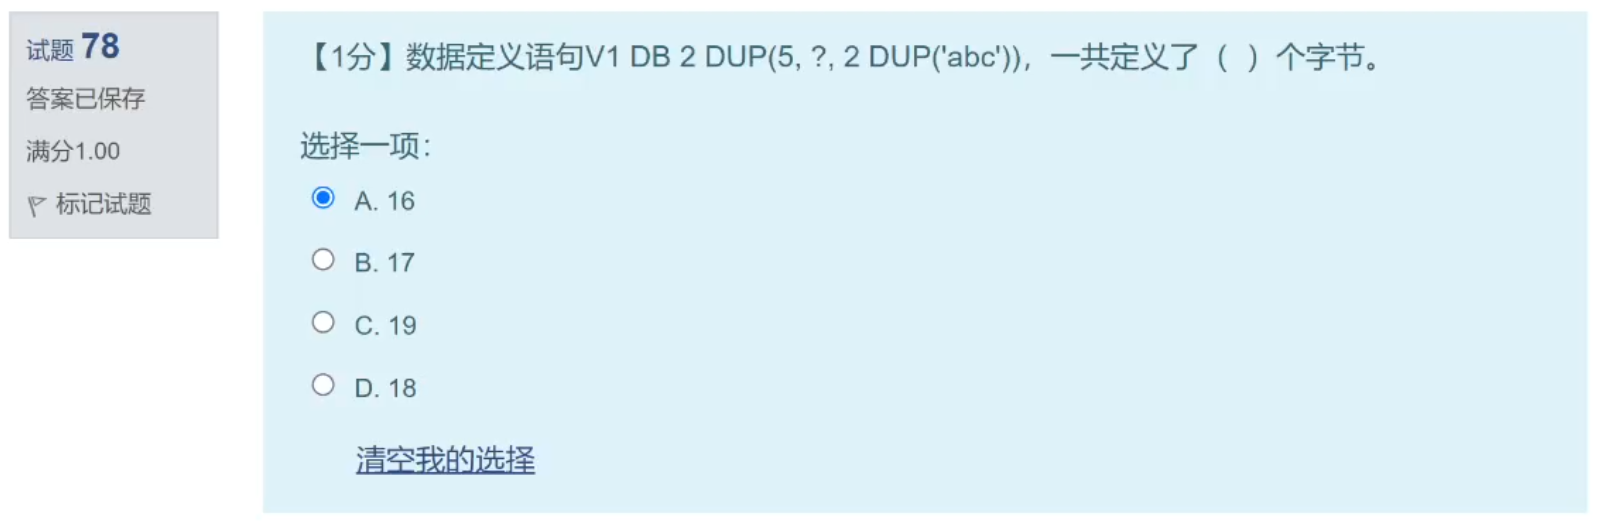 试题 78
答案已保存
满分1.00
标记试题
【1分】数据定义语句V1 DB 2 DUP(5, ?, 2 DUP('abc')),一共定义了( )个字节。
选择一项:
A. 16
B. 17
C. 19
D. 18
清空我的选择